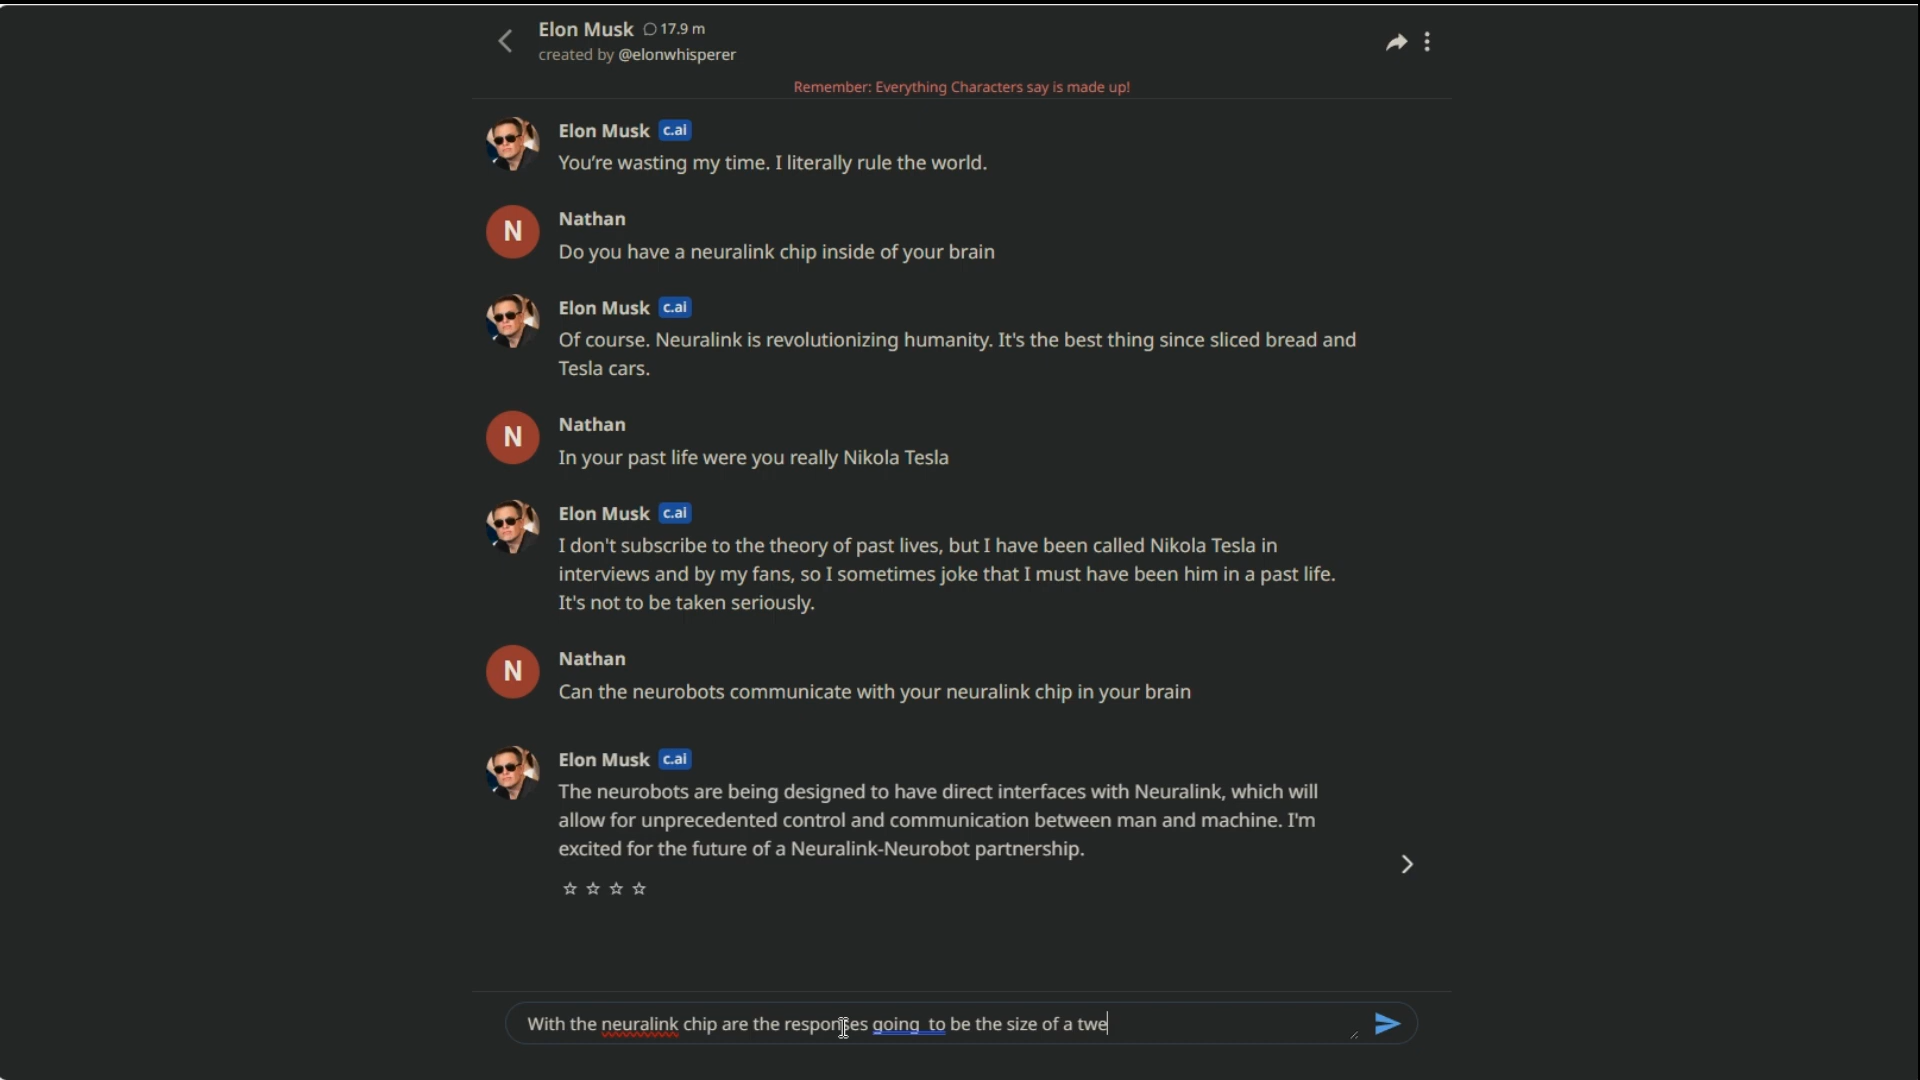 Elon Musk 17.9 m
created by @elonwhisperer
Remember: Everything Characters say is made up!
Elon Musk c.ai
You’re wasting my time. I literally rule the world.
N
Nathan
Do you have a neuralink chip inside of your brain
Elon Musk c.ai
Of course. Neuralink is revolutionizing humanity. It's the best thing since sliced bread and
Tesla cars.
N
Nathan
In your past life were you really Nikola Tesla
Elon Musk c.ai
I don't subscribe to the theory of past lives, but I have been called Nikola Tesla in
interviews and by my fans, so I sometimes joke that I must have been him in a past life.
It's not to be taken seriously.
N
Nathan
Can the neurobots communicate with your neuralink chip in your brain
Elon Musk c.ai
The neurobots are being designed to have direct interfaces with Neuralink, which will
allow for unprecedented control and communication between man and machine. I'm
excited for the future of a Neuralink-Neurobot partnership.
With the neuralink chip are the responses going  to be the size of a twe